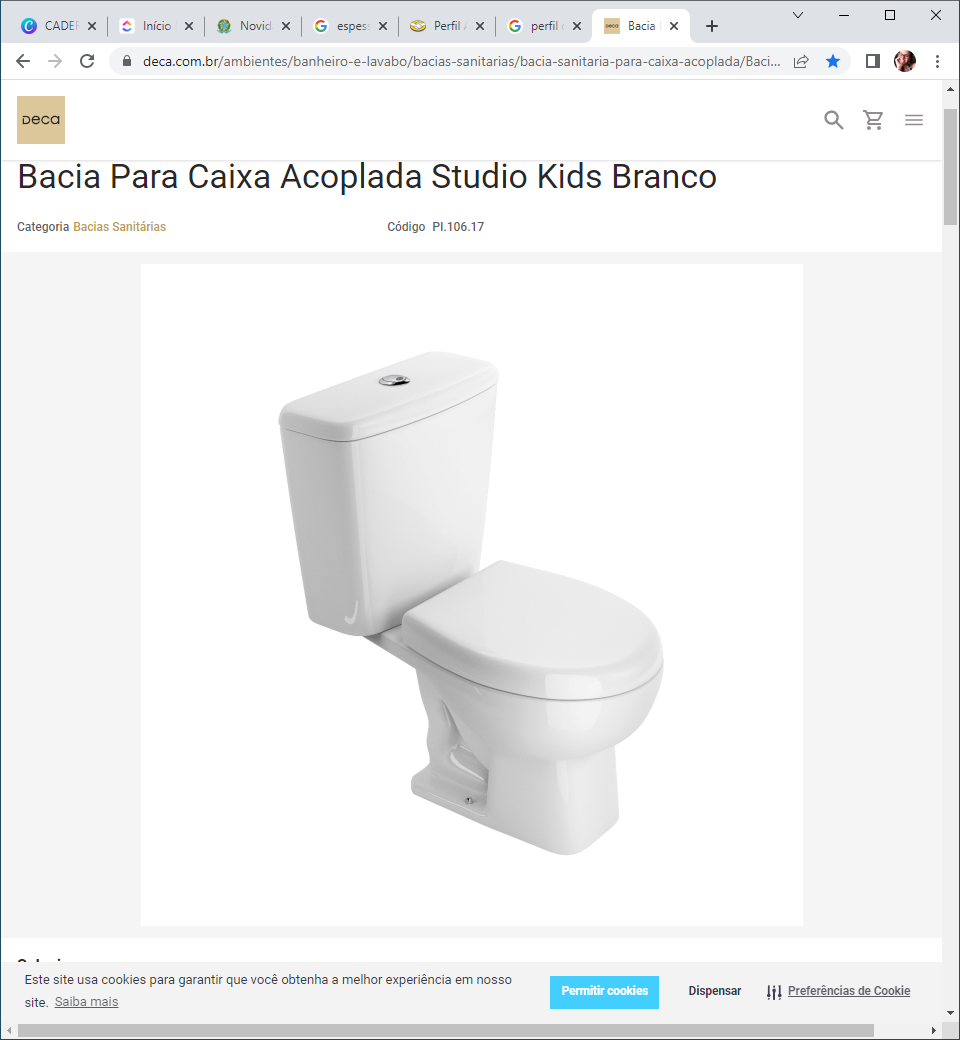 CADER
Início
Novid
espess
Perfil A
perfil c
Bacia
deca.com.br/ambientes/banheiro-e-lavabo/bacias-sanitarias/bacia-sanitaria-para-caixa-acoplada/Baci...
Deca
Bacia Para Caixa Acoplada Studio Kids Branco
Categoria Bacias Sanitárias
Código PI.106.17
Este site usa cookies para garantir que você obtenha a melhor experiência em nosso
site. Saiba mais
Permitir cookies
Dispensar
Preferências de Cookie